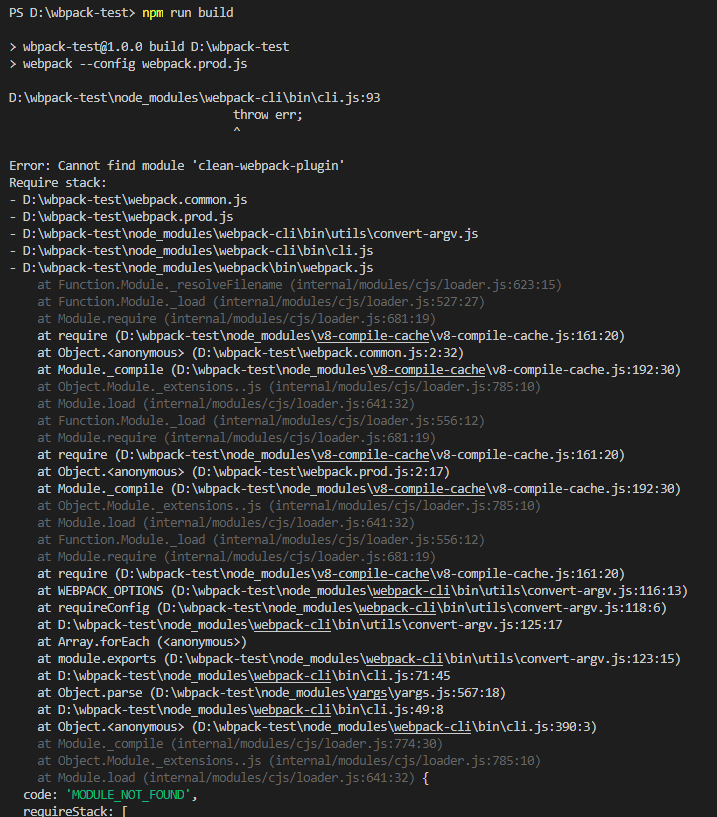 PS D:\wbpack-test> npm run build
> wbpack-test@1.0.0 build D:\wbpack-test
> webpack --config webpack.prod.js
D:\wbpack-test\node_modules\webpack-cli\bin\cli.js:93
throw err;
^
Error: Cannot find module 'clean-webpack-plugin'
Require stack:
- D:\wbpack-test\webpack.common.js
- D:\wbpack-test\webpack.prod.js
- D:\wbpack-test\node_modules\webpack-cli\bin\utils\convert-argv.js
- D:\wbpack-test\node_modules\webpack-cli\bin\cli.js
- D:\wbpack-test\node_modules\webpack\bin\webpack.js
at Function.Module._resolveFilename (internal/modules/cjs/loader.js:623:15)
at Function.Module._load (internal/modules/cjs/loader.js:527:27)
at Module.require (internal/modules/cjs/loader.js:681:19)
at require (D:\wbpack-test\node_modules\v8-compile-cache\v8-compile-cache.js:161:20)
at Object.<anonymous> (D:\wbpack-test\webpack.common.js:2:32)
at Module._compile (D:\wbpack-test\node_modules\v8-compile-cache\v8-compile-cache.js:192:30)
at Object.Module._extensions..js (internal/modules/cjs/loader.js:785:10)
at Module.load (internal/modules/cjs/loader.js:641:32)
at Function.Module._load (internal/modules/cjs/loader.js:556:12)
at Module.require (internal/modules/cjs/loader.js:681:19)
at require (D:\wbpack-test\node_modules\v8-compile-cache\v8-compile-cache.js:161:20)
at Object.<anonymous> (D:\wbpack-test\webpack.prod.js:2:17)
at Module._compile (D:\wbpack-test\node_modules\v8-compile-cache\v8-compile-cache.js:192:30)
at Object.Module._extensions..js (internal/modules/cjs/loader.js:785:10)
at Module.load (internal/modules/cjs/loader.js:641:32)
at Function.Module._load (internal/modules/cjs/loader.js:556:12)
at Module.require (internal/modules/cjs/loader.js:681:19)
at require (D:\wbpack-test\node_modules\v8-compile-cache\v8-compile-cache.js:161:20)
at WEBPACK_OPTIONS (D:\wbpack-test\node_modules\webpack-cli\bin\utils\convert-argv.js:116:13)
at requireConfig (D:\wbpack-test\node_modules\webpack-cli\bin\utils\convert-argv.js:118:6)
at D:\wbpack-test\node_modules\webpack-cli\bin\utils\convert-argv.js:125:17
at Array.forEach (<anonymous>)
at module.exports (D:\wbpack-test\node_modules\webpack-cli\bin\utils\convert-argv.js:123:15)
at D:\wbpack-test\node_modules\webpack-cli\bin\cli.js:71:45
at Object.parse (D:\wbpack-test\node_modules\yargs\yargs.js:567:18)
at D:\wbpack-test\node_modules\webpack-cli\bin\cli.js:49:8
at Object.<anonymous> (D:\wbpack-test\node_modules\webpack-cli\bin\cli.js:390:3)
at Module._compile (internal/modules/cjs/loader.js:774:30)
at Object.Module._extensions..js (internal/modules/cjs/loader.js:785:10)
at Module.load (internal/modules/cjs/loader.js:641:32) {
code: 'MODULE_NOT_FOUND',
requireStack: [